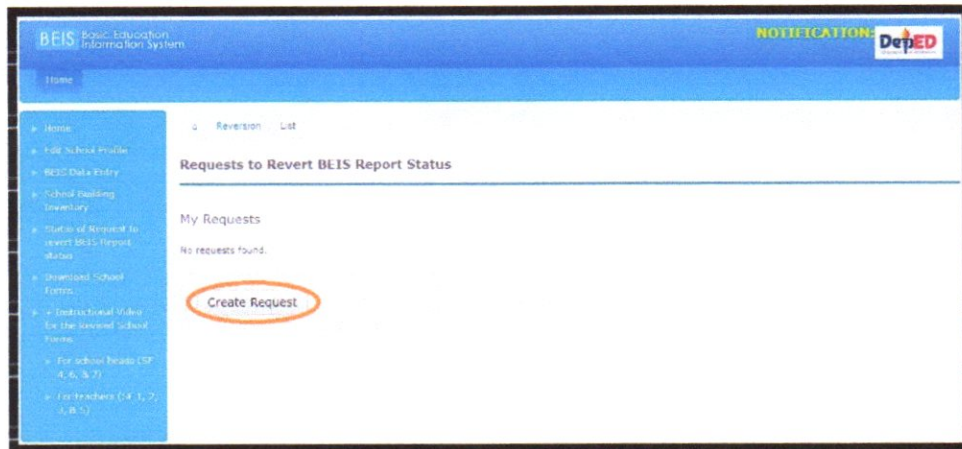 BEIS Basic Education
Information System
NOTIFICATION:
DepED
Home
Home
Edit School Profile
BEIS Data Entry
School Building
Inventory
Status of Request to
revert BEIS Report
status
Download School
Forms
+ Instructional Video
for the Revised School
Forms
For school heads (SF
4, 6, & 7)
For teachers (SF 1, 2,
3, & 5)
Reversion List
Requests to Revert BEIS Report Status
My Requests
No requests found.
Create Request